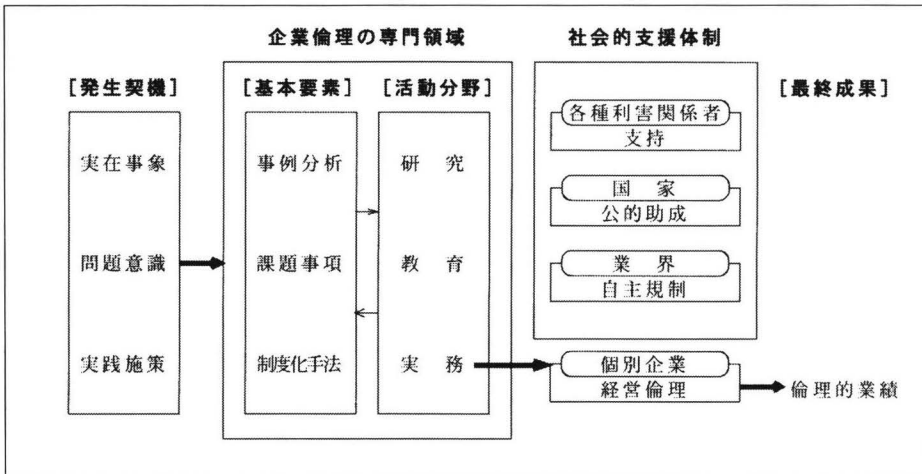 企業倫理の専門領域
社会的支援体制
[発生契機]
[基本要素]
[活動分野]
[最終成果]
実在事象
問題意識
実践施策
事例分析
課題事項
制度化手法
研究
教育
実務
各種利害関係者
支持
国家
公的助成
業界
自主規制
個別企業
経営倫理
倫理的業績